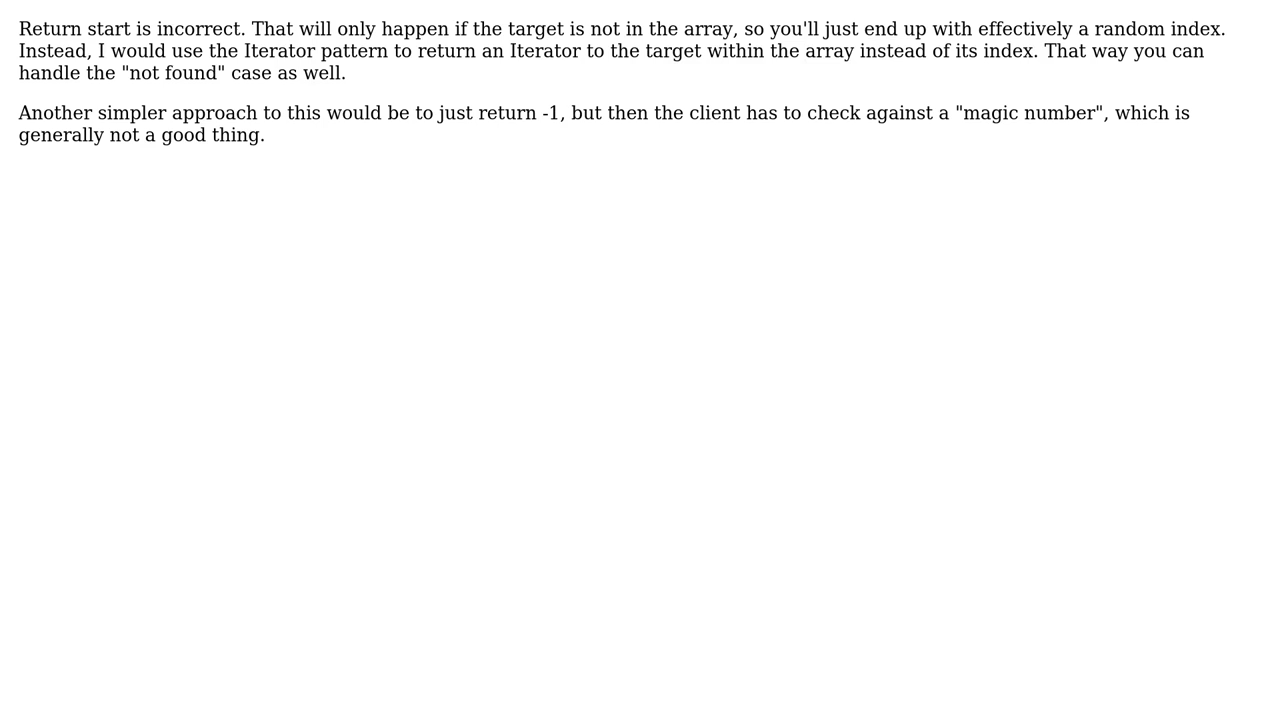 Return start is incorrect. That will only happen if the target is not in the array, so you'll just end up with effectively a random index.
Instead, I would use the Iterator pattern to return an Iterator to the target within the array instead of its index. That way you can
handle the "not found" case as well.
Another simpler approach to this would be to just return -1, but then the client has to check against a "magic number", which is
generally not a good thing.